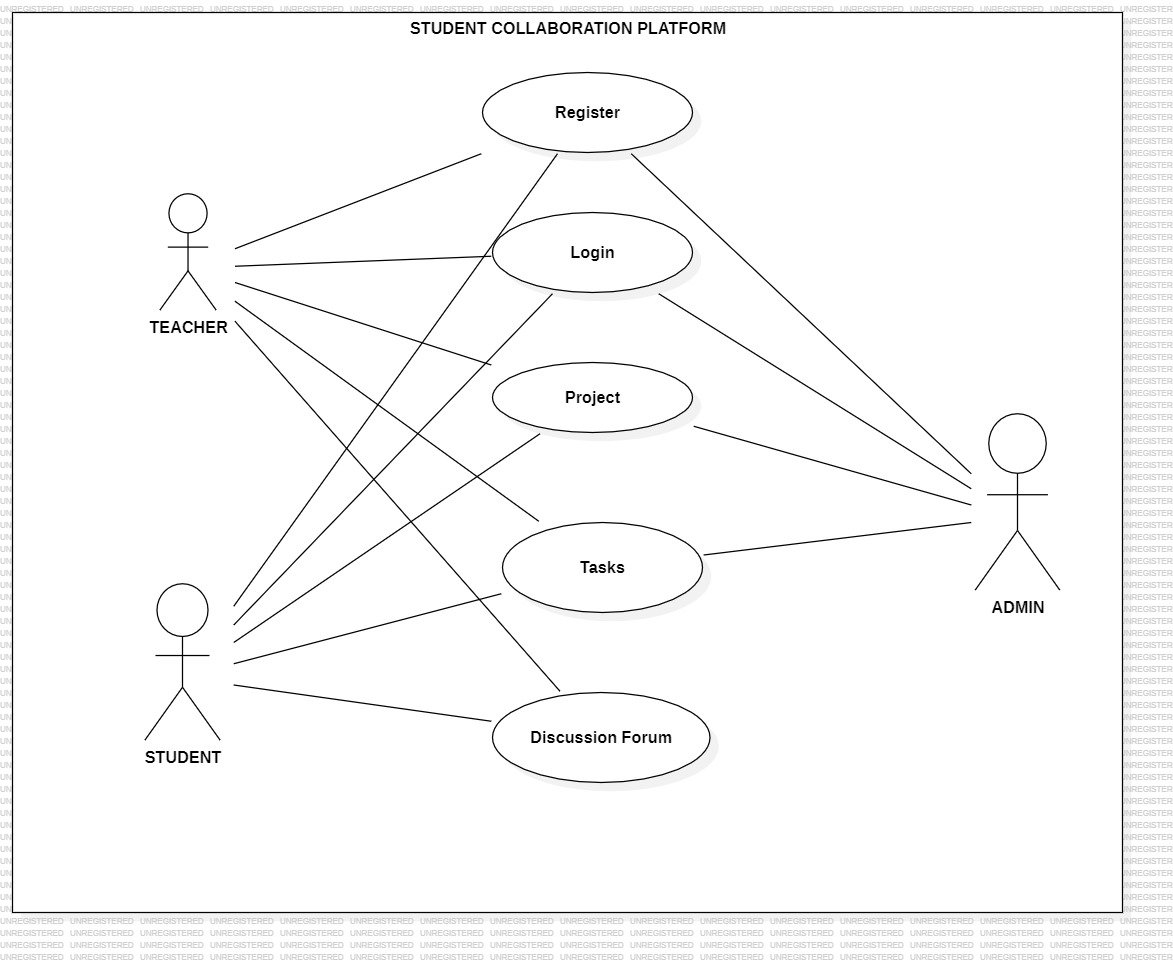 STUDENT COLLABORATION PLATFORM
Register
Login
TEACHER
Project
Tasks
ADMIN
Discussion Forum
STUDENT
UNREGISTERED UNREGISTERED UNREGISTERED UNREGISTERED UNREGISTERED UNREGISTERED UNREGISTERED UNREGISTERED UNREGISTERED UNREGISTERED UNREGISTERED UNREGISTERED UNREGISTERED UNREGISTERED UNREGISTERED UNREGISTERED